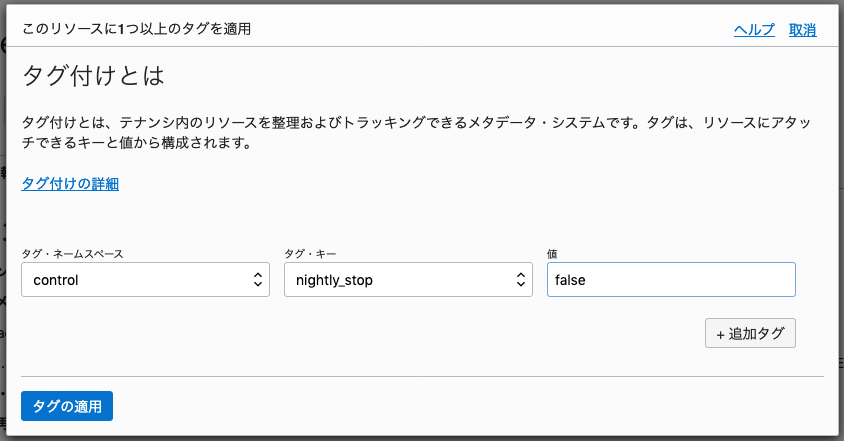 このリソースに1つ以上のタグを適用
ヘルプ 取消
タグ付けとは
タグ付けとは、テナンシ内のリソースを整理およびトラッキングできるメタデータ・システムです。タグは、リソースにアタッ
チできるキーと値から構成されます。
タグ付けの詳細
タグ・ネームスペース タグ・キー 値
control nightly_stop false
+ 追加タグ
タグの適用